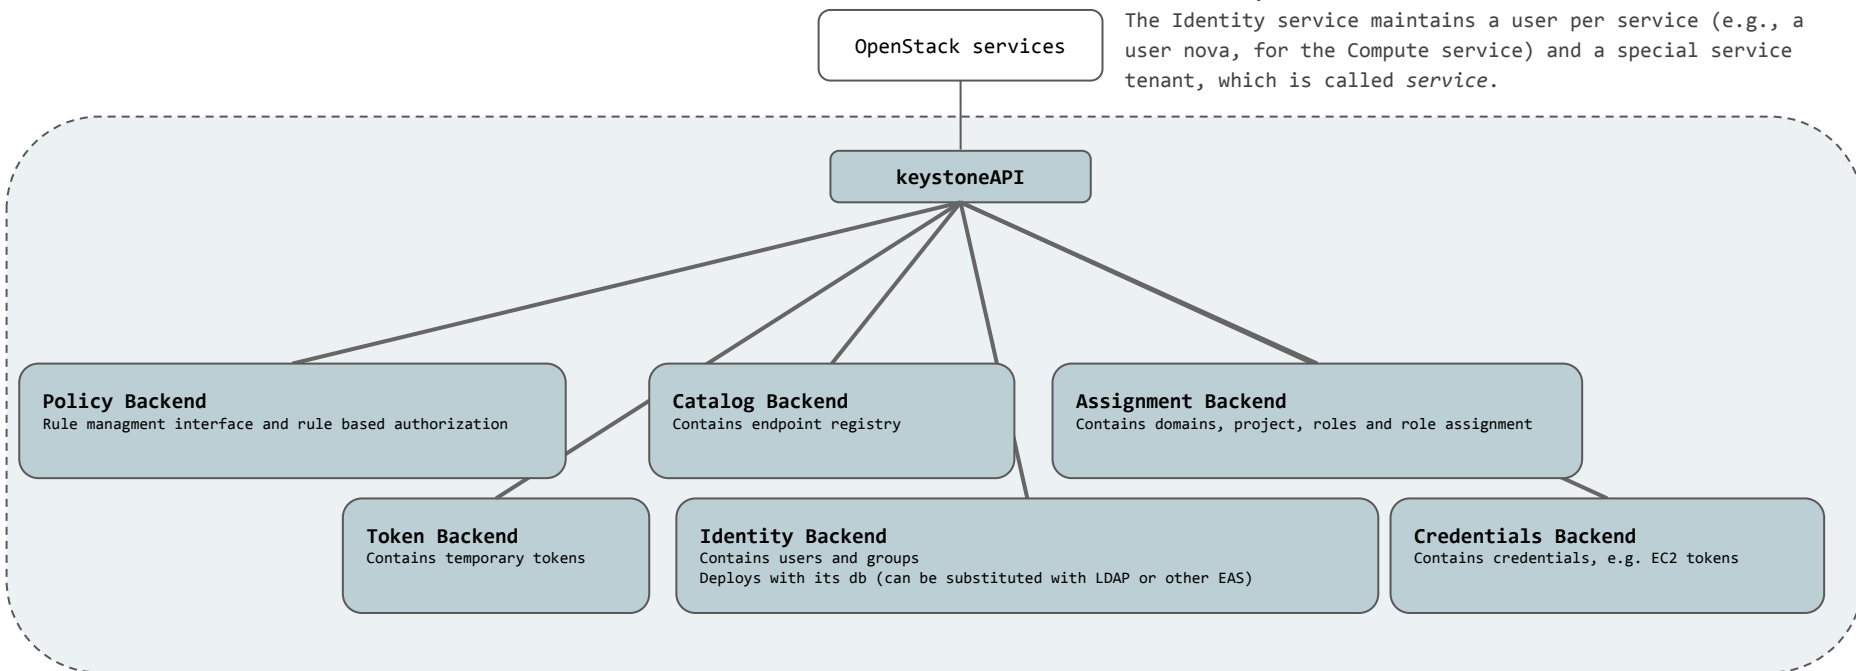 OpenStack services
The Identity service maintains a user per service (e.g., a
user nova, for the Compute service) and a special service
tenant, which is called service.
keystoneAPI
Policy Backend
Rule managment interface and rule based authorization
Catalog Backend
Contains endpoint registry
Assignment Backend
Contains domains, project, roles and role assignment
Token Backend
Contains temporary tokens
Identity Backend
Contains users and groups
Deploys with its db (can be substituted with LDAP or other EAS)
Credentials Backend
Contains credentials, e.g. EC2 tokens